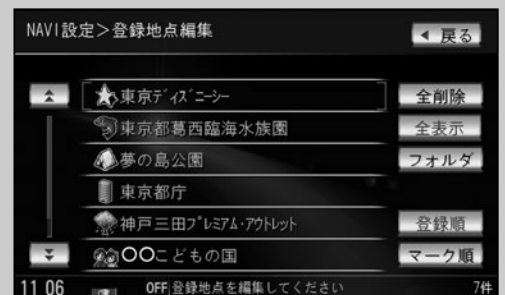 NAVI設定>登録地点編集
戻る
東京ディズニーシー
全削除
東京都葛西臨海水族園
全表示
夢の島公園
フォルダ
東京都庁
神戸三田プレミアム・アウトレット
登録順
○○こどもの国
マーク順
11 06
OFF 登録地点を編集してください
7件